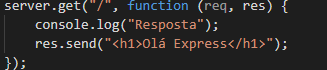 server.get("/", function (req, res) {
    console.log("Resposta");
    res.send("<h1>Olá Express</h1>");
});